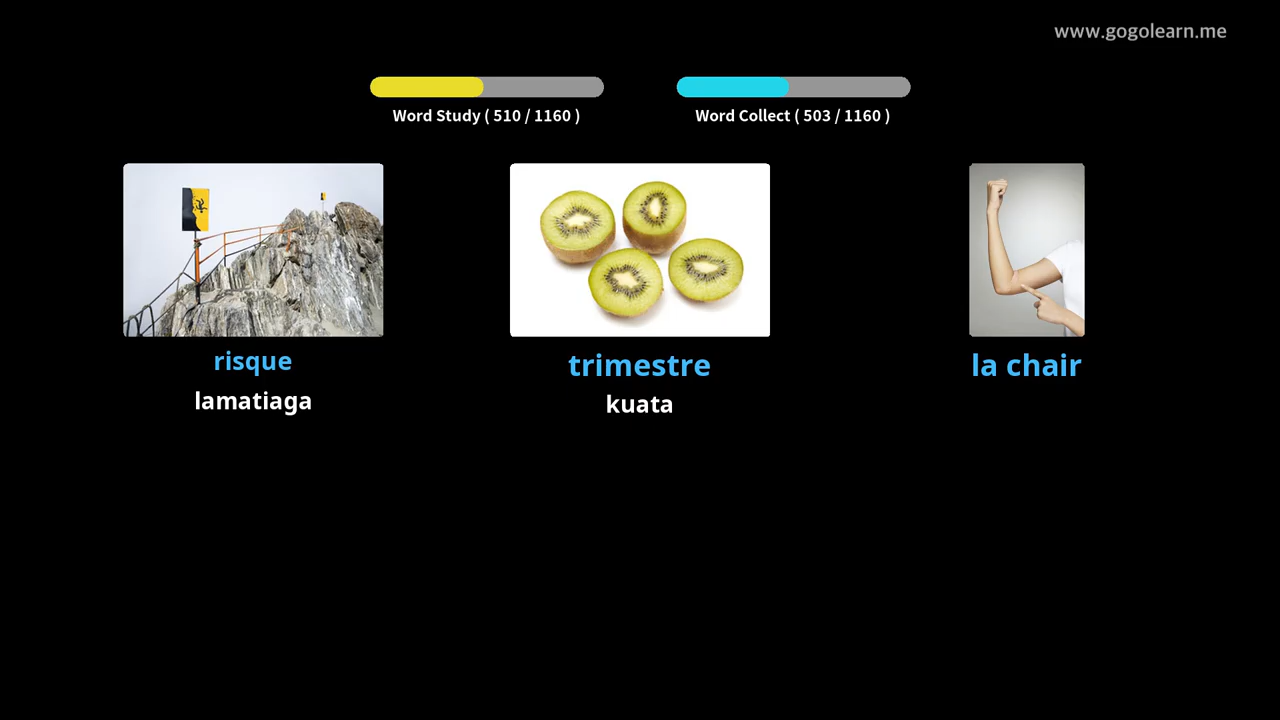 www.gogolearn.me
Word Study ( 510 / 1160 )
Word Collect ( 503 / 1160 )
risque
lamatiaga
trimestre
kuata
la chair